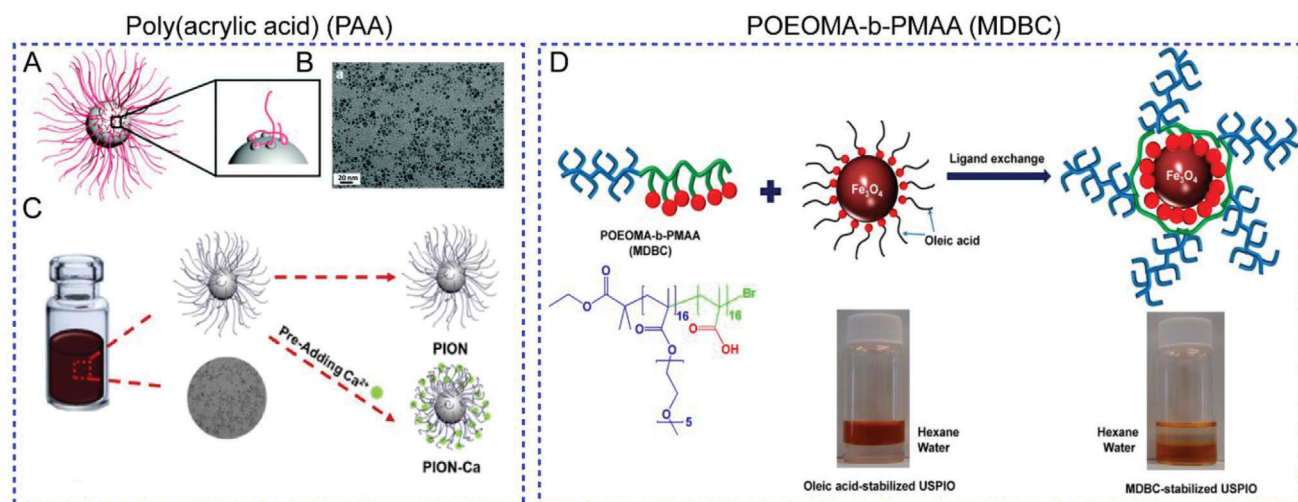 Poly(acrylic acid) (PAA)
A
B
a
20 nm
C
Pre-Adding Ca²⁺
PION
PION-Ca
POEOMA-b-PMAA (MDBC)
D
POEOMA-b-PMAA
(MDBC)
Fe₃O₄
Oleic acid
Ligand exchange
Fe₃O₄
O
O
16
16
Br
O
O
O
OH
O
5
Hexane
Water
Oleic acid-stabilized USPIO
Hexane
Water
MDBC-stabilized USPIO